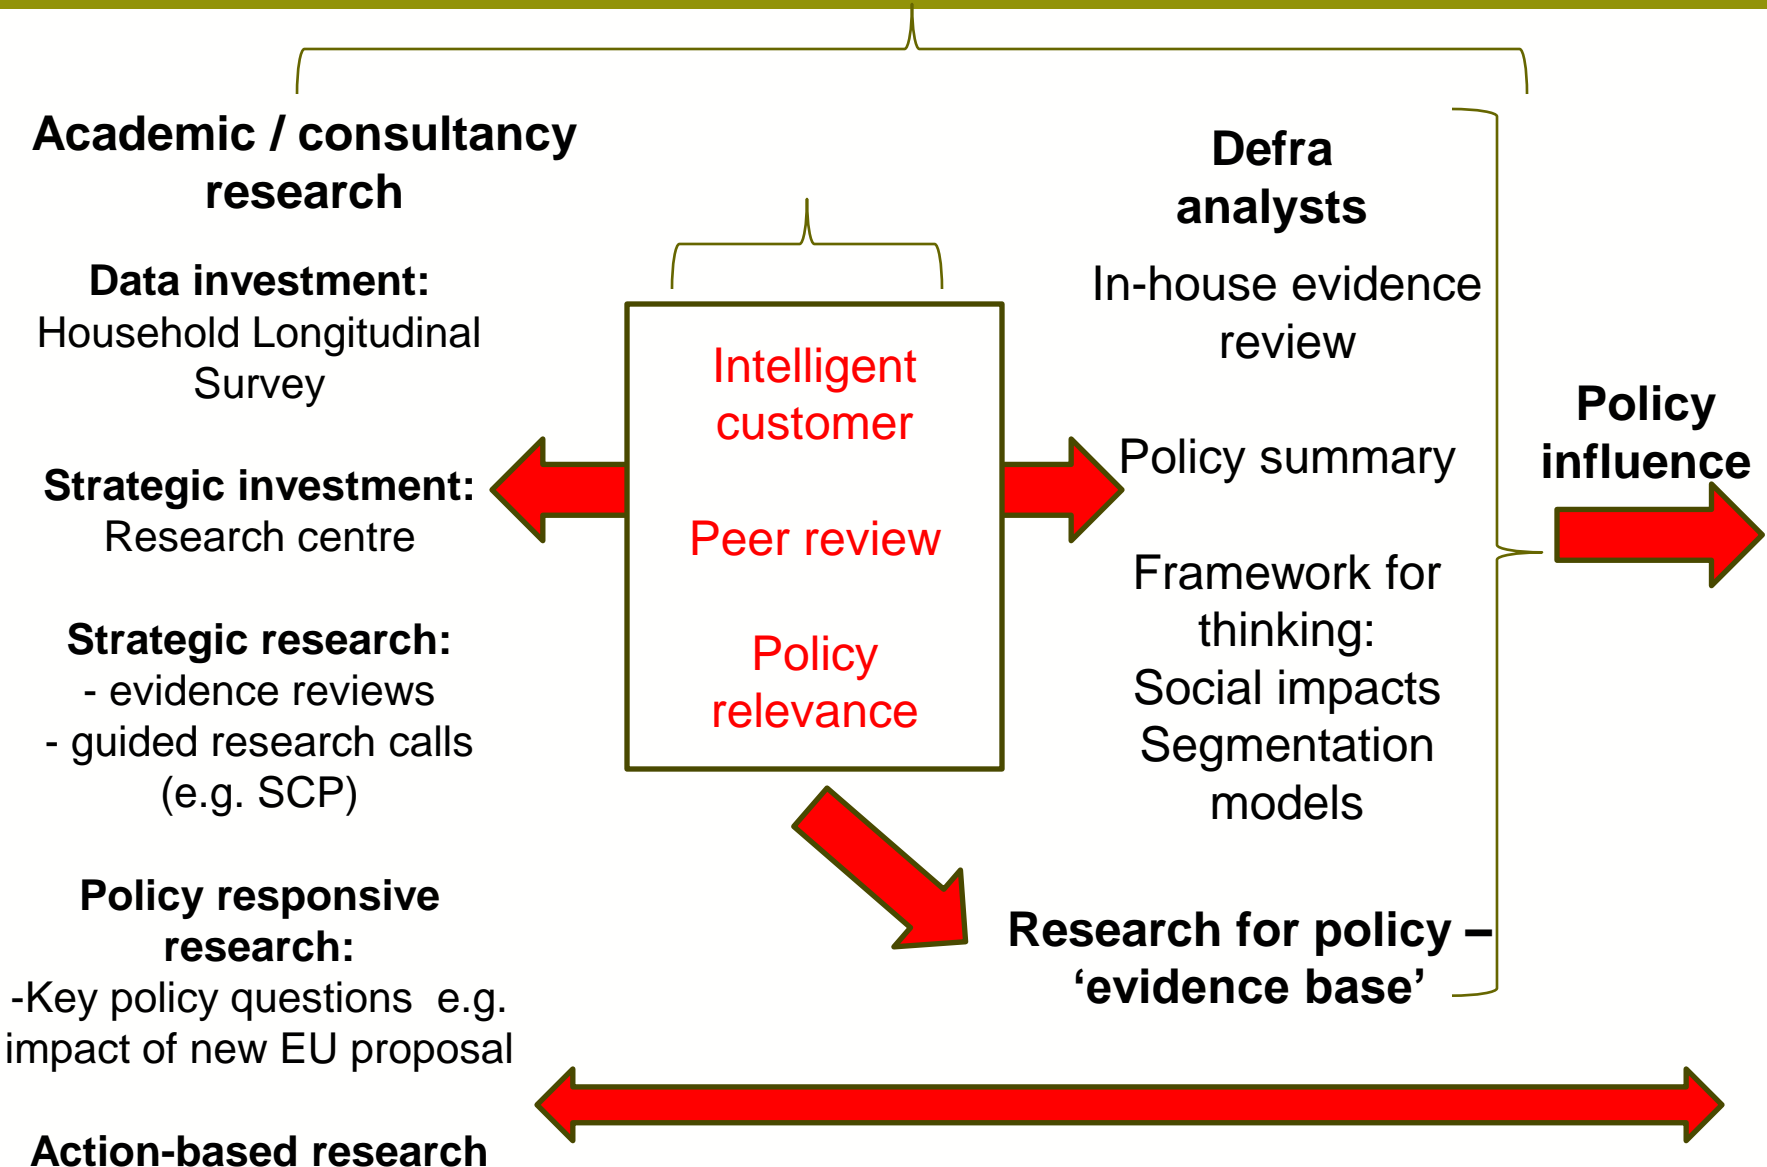 Academic / consultancy
research
Data investment:
Household Longitudinal
Survey
Strategic investment:
Research centre
Strategic research:
- evidence reviews
- guided research calls
(e.g. SCP)
Policy responsive
research:
-Key policy questions  e.g.
impact of new EU proposal
Action-based research
Intelligent
customer
Peer review
Policy
relevance
Defra
analysts
In-house evidence
review
Policy summary
Framework for
thinking:
Social impacts
Segmentation
models
Research for policy –
‘evidence base’
Policy
influence